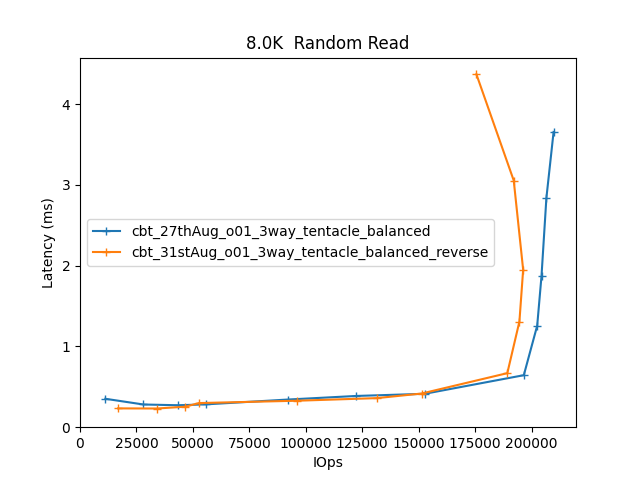 8.0K  Random Read
Latency (ms)
4
3
2
1
0
cbt_27thAug_o01_3way_tentacle_balanced
cbt_31stAug_o01_3way_tentacle_balanced_reverse
0 25000 50000 75000 100000 125000 150000 175000 200000
IOps